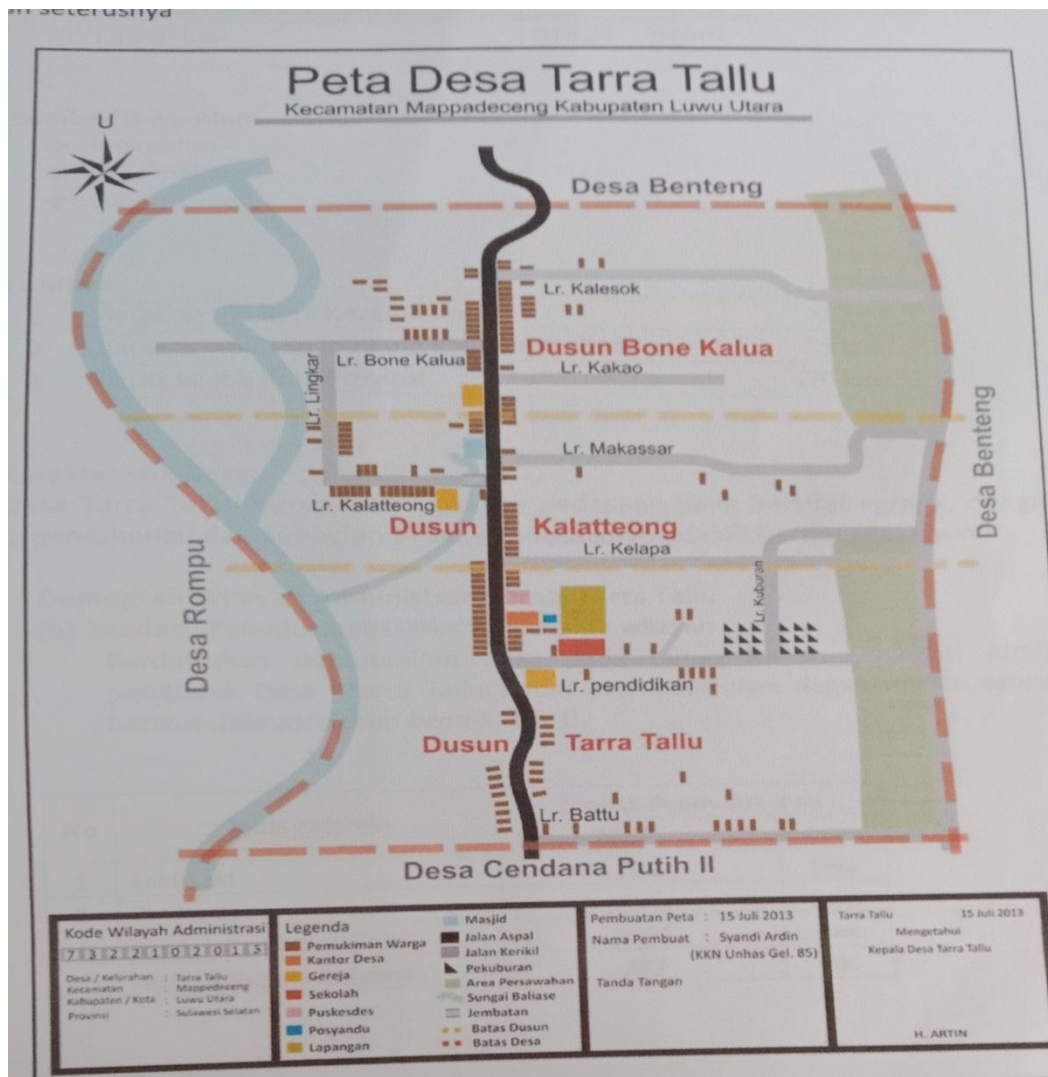 seterusnya
Peta Desa Tarra Tallu
Kecamatan Mappadeceng Kabupaten Luwu Utara
U
Desa Benteng
Lr. Kalesok
Dusun Bone Kalua
Lr. Bone Kalua
Lr. Kakao
Lr. Lingkar
Lr. Makassar
Desa Benteng
Lr. Kalatteong
Dusun Kalatteong
Lr. Kelapa
Desa Rompu
Lr. Kuburan
Lr. pendidikan
Dusun Tarra Tallu
Lr. Battu
Desa Cendana Putih II
Kode Wilayah Administrasi
7 3 2 2 1 0 2 0 1 5
Desa / Kelurahan : Tarra Tallu
Kecamatan : Mappedeceng
Kabupaten / Kota : Luwu Utara
Provinsi : Sulawesi Selatan
Legenda
Pemukiman Warga
Kantor Desa
Gereja
Sekolah
Puskesdes
Posyandu
Lapangan
Masjid
Jalan Aspal
Jalan Kerikil
Pekuburan
Area Persawahan
Sungai Baliase
Jembatan
Batas Dusun
Batas Desa
Pembuatan Peta : 15 Juli 2013
Nama Pembuat : Syandi Ardin
(KKN Unhas Gel. 85)
Tanda Tangan
Tarra Tallu 15 Juli 2013
Mengetahui
Kepala Desa Tarra Tallu
H. ARTIN